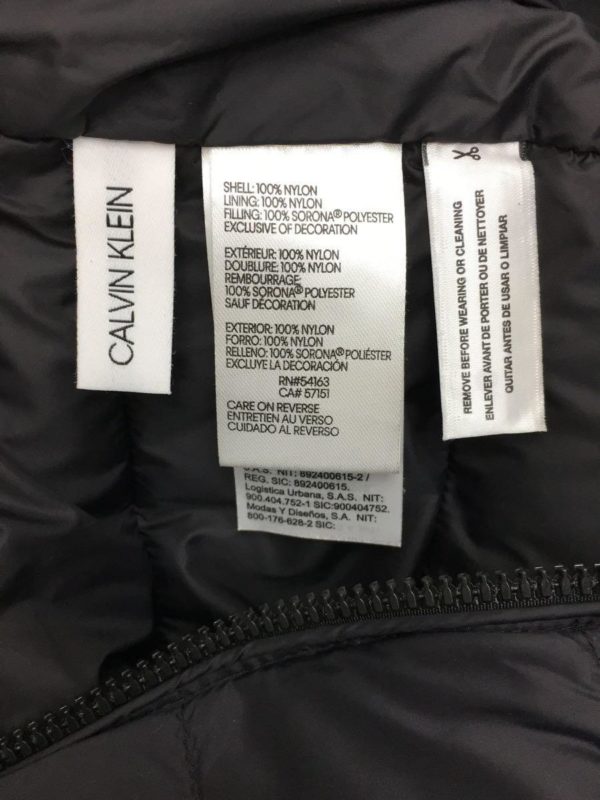 CALVIN KLEIN
SHELL: 100% NYLON
LINING: 100% NYLON
FILLING: 100% SORONA® POLYESTER
EXCLUSIVE OF DECORATION
EXTÉRIEUR: 100% NYLON
DOUBLURE: 100% NYLON
REMBOURRAGE:
100% SORONA® POLYESTER
SAUF DÉCORATION
EXTERIOR: 100% NYLON
FORRO: 100% NYLON
RELLENO: 100% SORONA® POLIÉSTER
EXCLUYE LA DECORACIÓN
RN#54163
CA# 57151
CARE ON REVERSE
ENTRETIEN AU VERSO
CUIDADO AL REVERSO
S.A.S. NIT: 892400615-2 /
REG. SIC: 892400615.
Logística Urbana, S.A.S. NIT:
900.404.752-1 SIC:900404752.
Modas Y Diseños, S.A. NIT:
800-176-628-2 SIC:
REMOVE BEFORE WEARING OR CLEANING
ENLEVER AVANT DE PORTER OU DE NETTOYER
QUITAR ANTES DE USAR O LIMPIAR